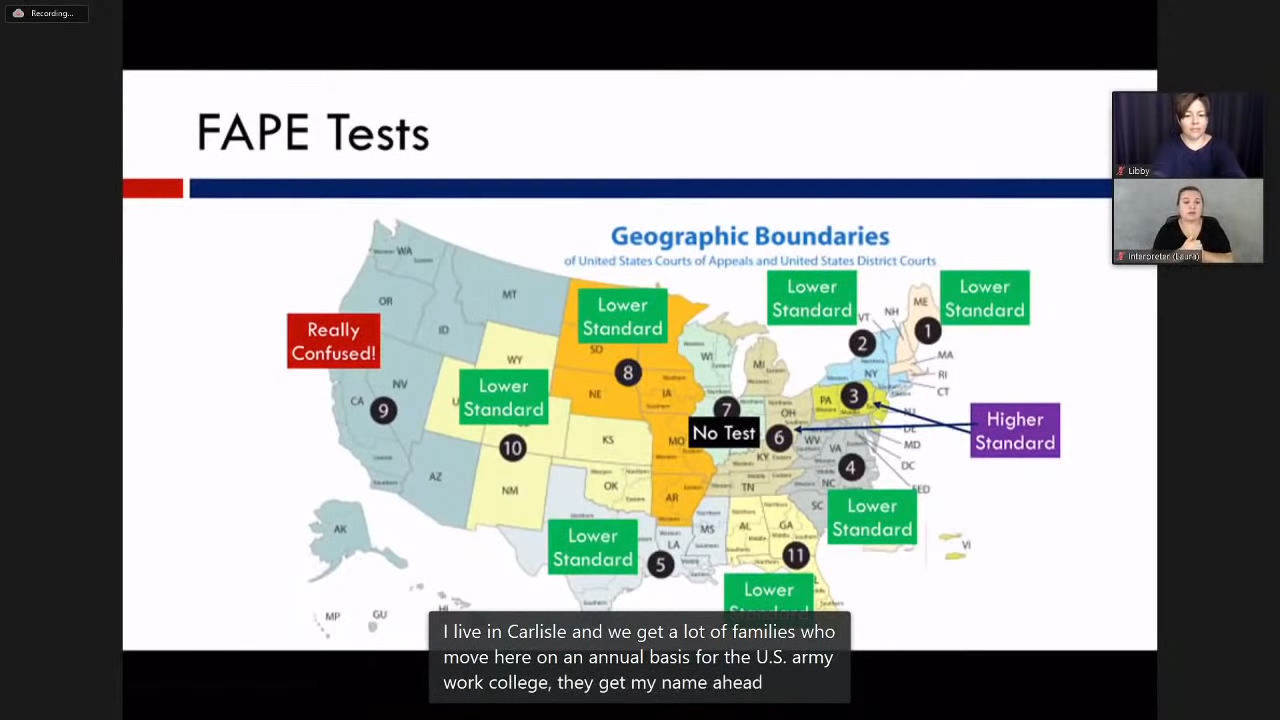 Recording...
FAPE Tests
Geographic Boundaries
of United States Courts of Appeals and United States District Courts
Libby
Interpreter (Laura)
Lower
Standard
Lower
Standard
Lower
Standard
Really
Confused!
Lower
Standard
No Test
Higher
Standard
Lower
Standard
Lower
Standard
Lower
Standard
WA
OR
ID
MT
WY
NV
CA
AZ
NM
SD
NE
KS
OK
IA
MO
AR
LA
MS
WI
MI
OH
KY
TN
AL
GA
SC
NC
VA
WV
PA
NY
VT
NH
ME
MA
RI
CT
NJ
DE
MD
DC
FED
VI
AK
MP
GU
HI
1
2
3
4
5
6
7
8
9
10
11
I live in Carlisle and we get a lot of families who
move here on an annual basis for the U.S. army
work college, they get my name ahead